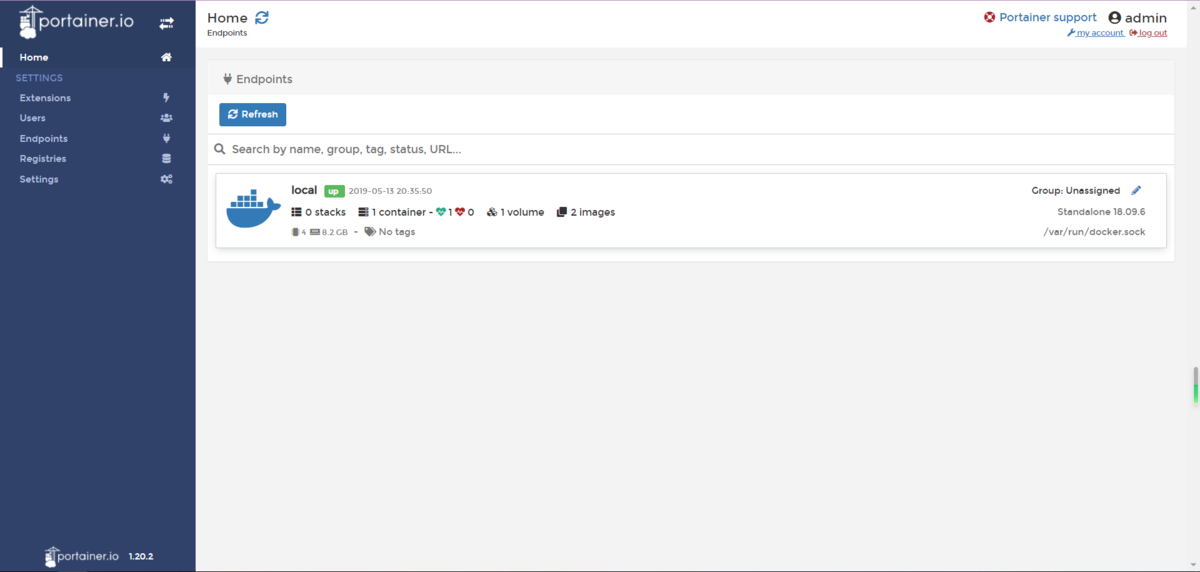 portainer.io
Home
SETTINGS
Extensions
Users
Endpoints
Registries
Settings
portainer.io 1.20.2
Home
Endpoints
Portainer support admin
my account log out
Endpoints
Refresh
Search by name, group, tag, status, URL...
local up 2019-05-13 20:35:50 Group: Unassigned
0 stacks 1 container - 1 0 1 volume 2 images Standalone 18.09.6
4 8.2 GB - No tags /var/run/docker.sock